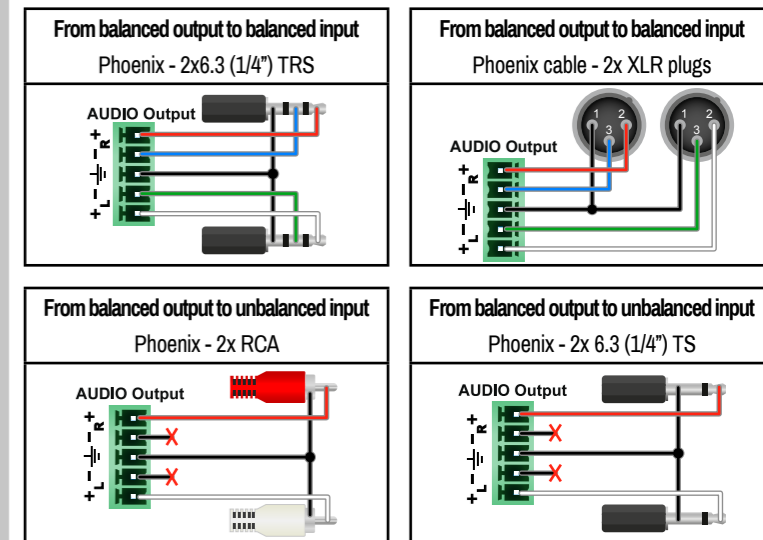 From balanced output to balanced input
Phoenix - 2x6.3 (1/4”) TRS
AUDIO Output
+
-
R
-
L
+
From balanced output to balanced input
Phoenix cable - 2x XLR plugs
1
2
3
1
2
3
AUDIO Output
+
-
R
-
L
+
From balanced output to unbalanced input
Phoenix - 2x RCA
AUDIO Output
+
-
R
-
L
+
From balanced output to unbalanced input
Phoenix - 2x 6.3 (1/4”) TS
AUDIO Output
+
-
R
-
L
+